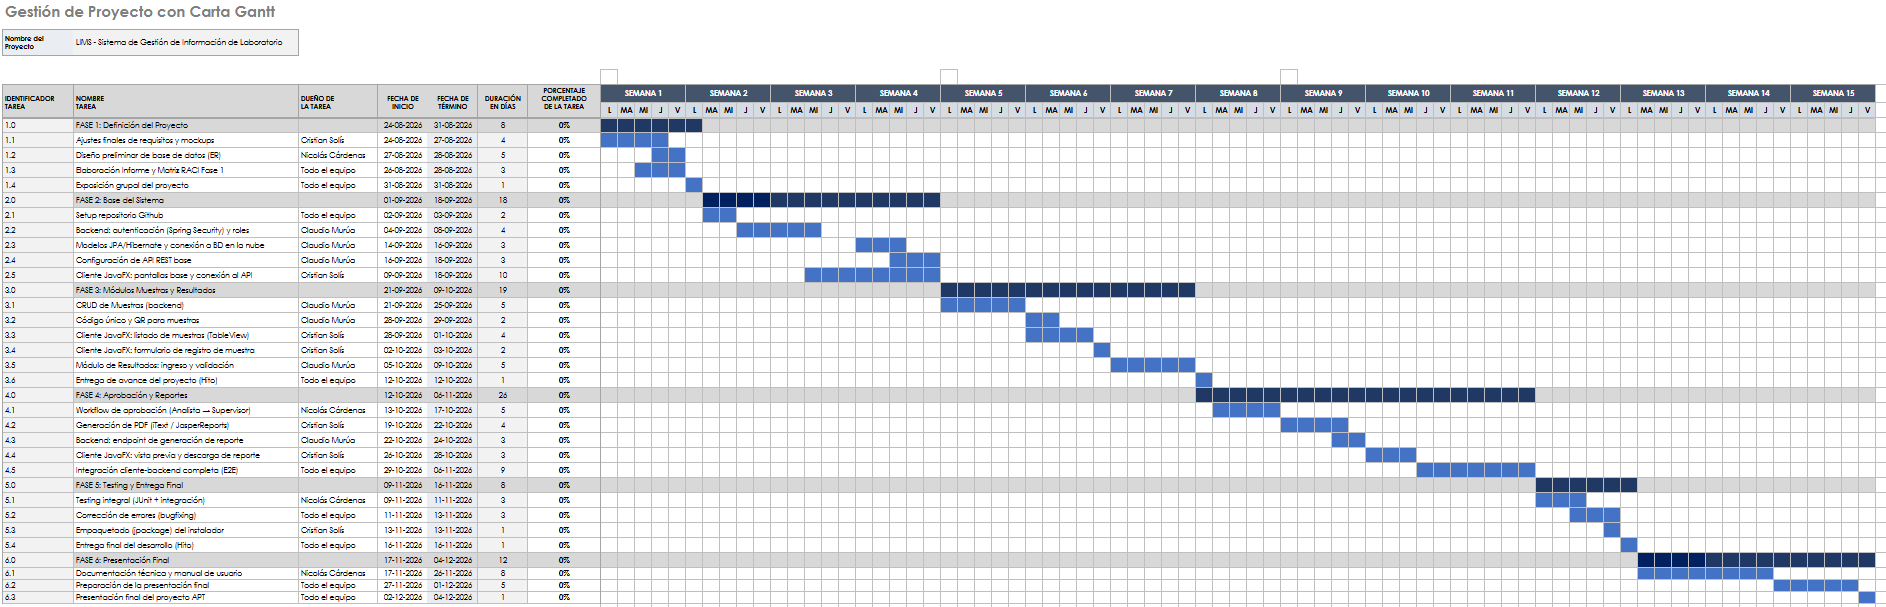 Gestión de Proyecto con Carta Gantt
Nombre del Proyecto LIMS - Sistema de Gestión de Información de Laboratorio
SEMANA 1 SEMANA 2 SEMANA 3 SEMANA 4 SEMANA 5 SEMANA 6 SEMANA 7 SEMANA 8 SEMANA 9 SEMANA 10 SEMANA 11 SEMANA 12 SEMANA 13 SEMANA 14 SEMANA 15
IDENTIFICADOR TAREA NOMBRE TAREA DUEÑO DE LA TAREA FECHA DE INICIO FECHA DE TÉRMINO DURACIÓN EN DÍAS PORCENTAJE COMPLETADO DE LA TAREA
L MA MI J V L MA MI J V L MA MI J V L MA MI J V L MA MI J V L MA MI J V L MA MI J V L MA MI J V L MA MI J V L MA MI J V L MA MI J V L MA MI J V L MA MI J V L MA MI J V L MA MI J V
1.0 FASE 1: Definición del Proyecto 24-08-2026 31-08-2026 8 0%
1.1 Ajustes finales de requisitos y mockups Cristian Solís 24-08-2026 27-08-2026 4 0%
1.2 Diseño preliminar de base de datos (ER) Nicolás Cárdenas 27-08-2026 28-08-2026 5 0%
1.3 Elaboración Informe y Matriz RACI Fase 1 Todo el equipo 26-08-2026 28-08-2026 3 0%
1.4 Exposición grupal del proyecto Todo el equipo 31-08-2026 31-08-2026 1 0%
2.0 FASE 2: Base del Sistema 01-09-2026 18-09-2026 18 0%
2.1 Setup repositorio Github Todo el equipo 02-09-2026 03-09-2026 2 0%
2.2 Backend: autenticación (Spring Security) y roles Claudio Murúa 04-09-2026 08-09-2026 4 0%
2.3 Modelos JPA/Hibernate y conexión a BD en la nube Claudio Murúa 14-09-2026 16-09-2026 3 0%
2.4 Configuración de API REST base Claudio Murúa 16-09-2026 18-09-2026 3 0%
2.5 Cliente JavaFX: pantallas base y conexión al API Cristian Solís 09-09-2026 18-09-2026 10 0%
3.0 FASE 3: Módulos Muestras y Resultados 21-09-2026 09-10-2026 19 0%
3.1 CRUD de Muestras (backend) Claudio Murúa 21-09-2026 25-09-2026 5 0%
3.2 Código único y QR para muestras Claudio Murúa 28-09-2026 29-09-2026 2 0%
3.3 Cliente JavaFX: listado de muestras (TableView) Cristian Solís 28-09-2026 01-10-2026 4 0%
3.4 Cliente JavaFX: formulario de registro de muestra Cristian Solís 02-10-2026 03-10-2026 2 0%
3.5 Módulo de Resultados: ingreso y validación Claudio Murúa 05-10-2026 09-10-2026 5 0%
3.6 Entrega de avance del proyecto (Hito) Todo el equipo 12-10-2026 12-10-2026 1 0%
4.0 FASE 4: Aprobación y Reportes 12-10-2026 06-11-2026 26 0%
4.1 Workflow de aprobación (Analista → Supervisor) Nicolás Cárdenas 13-10-2026 17-10-2026 5 0%
4.2 Generación de PDF (iText / JasperReports) Cristian Solís 19-10-2026 22-10-2026 4 0%
4.3 Backend: endpoint de generación de reporte Claudio Murúa 22-10-2026 24-10-2026 3 0%
4.4 Cliente JavaFX: vista previa y descarga de reporte Cristian Solís 26-10-2026 28-10-2026 3 0%
4.5 Integración cliente-backend completa (E2E) Todo el equipo 29-10-2026 06-11-2026 9 0%
5.0 FASE 5: Testing y Entrega Final 09-11-2026 16-11-2026 8 0%
5.1 Testing integral (JUnit + integración) Nicolás Cárdenas 09-11-2026 11-11-2026 3 0%
5.2 Corrección de errores (bugfixing) Todo el equipo 11-11-2026 13-11-2026 3 0%
5.3 Empaquetado (jpackage) del instalador Cristian Solís 13-11-2026 13-11-2026 1 0%
5.4 Entrega final del desarrollo (Hito) Todo el equipo 16-11-2026 16-11-2026 1 0%
6.0 FASE 6: Presentación Final 17-11-2026 04-12-2026 12 0%
6.1 Documentación técnica y manual de usuario Nicolás Cárdenas 17-11-2026 26-11-2026 8 0%
6.2 Preparación de la presentación final Todo el equipo 27-11-2026 01-12-2026 5 0%
6.3 Presentación final del proyecto APT Todo el equipo 02-12-2026 04-12-2026 1 0%